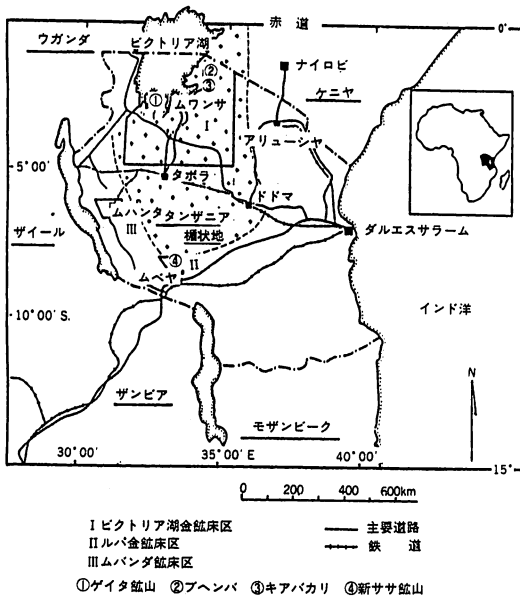 赤道
0°
ウガンダ
ビクトリア湖
ナイロビ
ケニヤ
②
③
①
ムワンサ
I
アリューシヤ
5°00'
タボラ
ドドマ
ムハンタ
タンザニア
楯状地
III
ザイール
ダルエスサラーム
④
II
ムベヤ
10°00' S.
インド洋
ザンビア
モザンビーク
N
30°00'
35°00' E
40°00'
15°
0 200 400 600km
I ビクトリア湖金鉱床区
II ルパ金鉱床区
III ムバンダ鉱床区
主要道路
鉄道
①ゲイタ鉱山 ②ブヘンバ ③キアバカリ ④新ササ鉱山